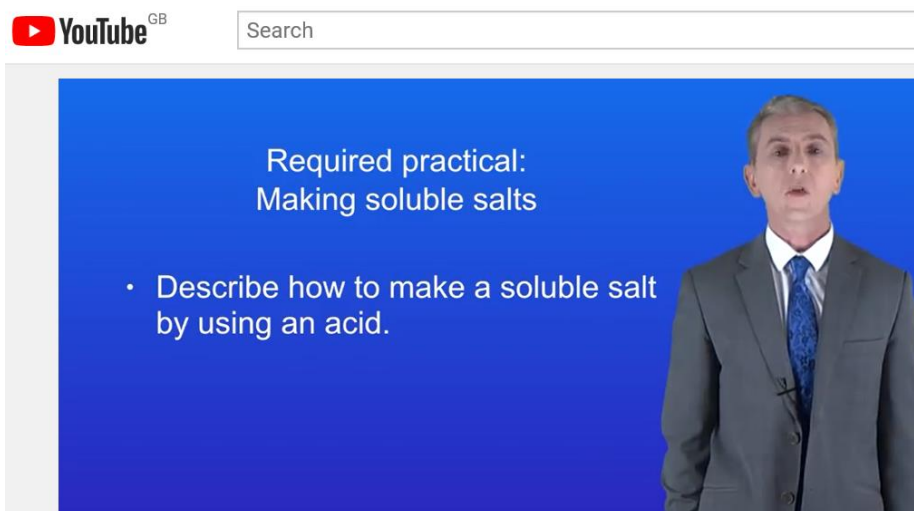 YouTube GB
Search
Required practical:
Making soluble salts
• Describe how to make a soluble salt
by using an acid.